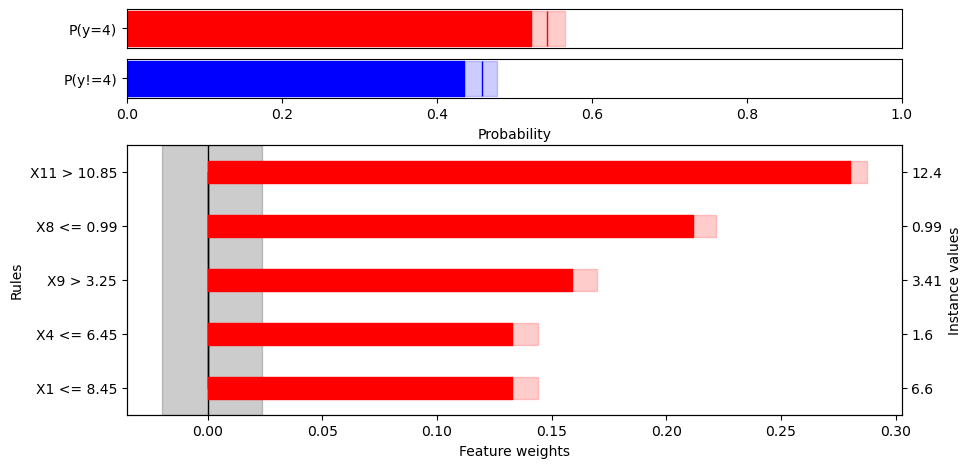 P(y=4)
P(y!=4)
0.0 0.2 0.4 0.6 0.8 1.0
Probability
Rules
X11 > 10.85 12.4
X8 <= 0.99 0.99
X9 > 3.25 3.41
X4 <= 6.45 1.6
X1 <= 8.45 6.6
Instance values
0.00 0.05 0.10 0.15 0.20 0.25 0.30
Feature weights